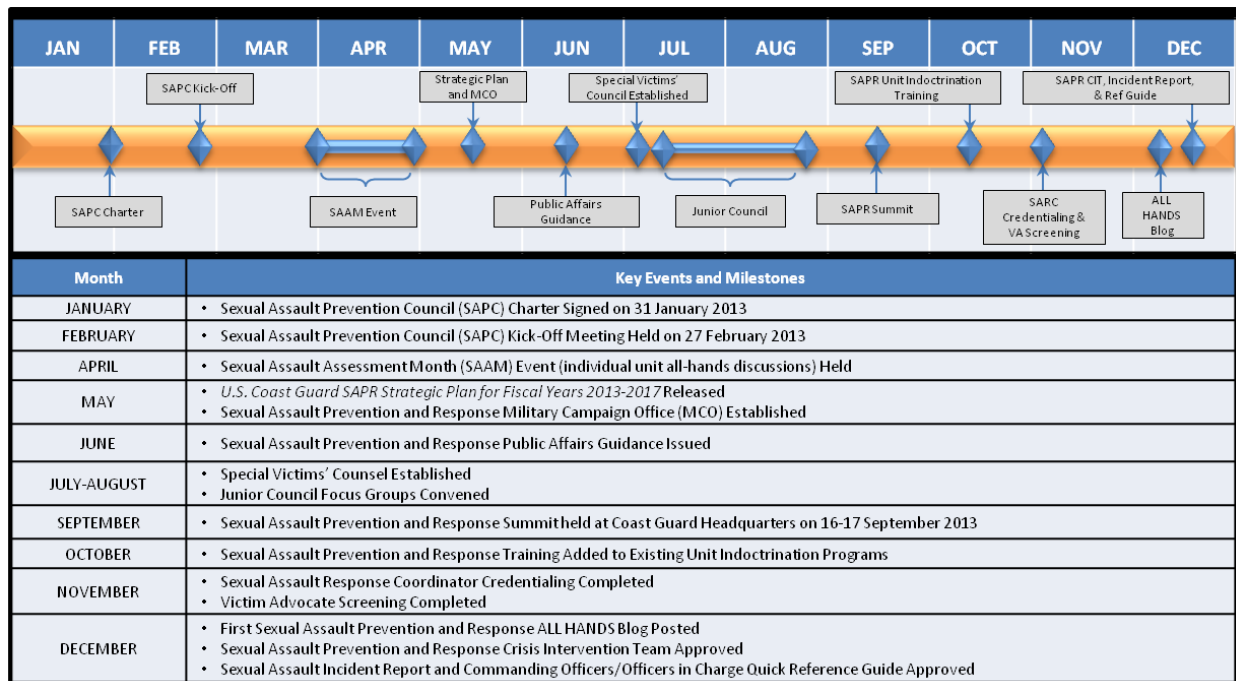 JAN FEB MAR APR MAY JUN JUL AUG SEP OCT NOV DEC
SAPC Kick-Off
Strategic Plan
and MCO
Special Victims'
Council Established
SAPR Unit Indoctrination
Training
SAPR CIT, Incident Report,
& Ref Guide
SAPC Charter
SAAM Event
Public Affairs
Guidance
Junior Council
SAPR Summit
SARC
Credentialing &
VA Screening
ALL
HANDS
Blog
Month Key Events and Milestones
JANUARY • Sexual Assault Prevention Council (SAPC) Charter Signed on 31 January 2013
FEBRUARY • Sexual Assault Prevention Council (SAPC) Kick-Off Meeting Held on 27 February 2013
APRIL • Sexual Assault Assessment Month (SAAM) Event (individual unit all-hands discussions) Held
MAY • U.S. Coast Guard SAPR Strategic Plan for Fiscal Years 2013-2017 Released
• Sexual Assault Prevention and Response Military Campaign Office (MCO) Established
JUNE • Sexual Assault Prevention and Response Public Affairs Guidance Issued
JULY-AUGUST • Special Victims' Counsel Established
• Junior Council Focus Groups Convened
SEPTEMBER • Sexual Assault Prevention and Response Summit held at Coast Guard Headquarters on 16-17 September 2013
OCTOBER • Sexual Assault Prevention and Response Training Added to Existing Unit Indoctrination Programs
NOVEMBER • Sexual Assault Response Coordinator Credentialing Completed
• Victim Advocate Screening Completed
DECEMBER • First Sexual Assault Prevention and Response ALL HANDS Blog Posted
• Sexual Assault Prevention and Response Crisis Intervention Team Approved
• Sexual Assault Incident Report and Commanding Officers/Officers in Charge Quick Reference Guide Approved